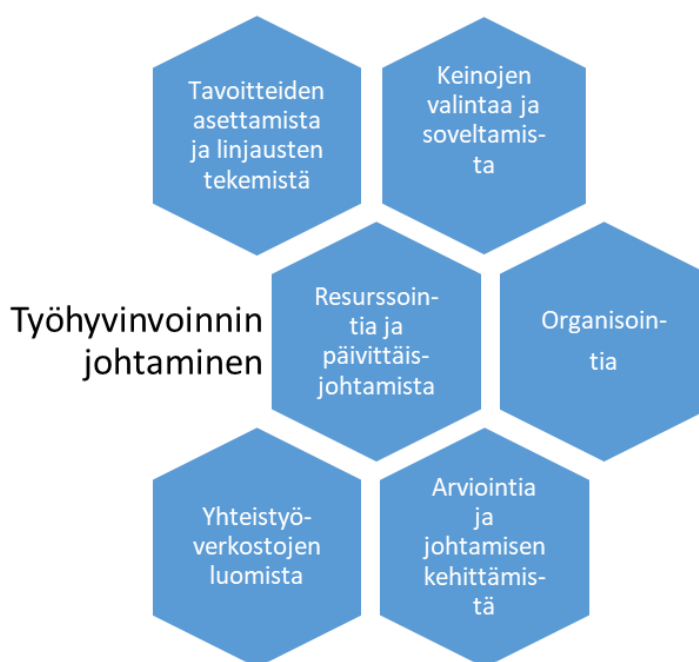 Tavoitteiden
asettamista
ja linjausten
tekemistä
Keinojen
valintaa ja
soveltamis-
ta
Työhyvinvoinnin
johtaminen
Resurssoin-
tia ja
päivittäis-
johtamista
Organisoin-
tia
Yhteistyö-
verkostojen
luomista
Arviointia
ja
johtamisen
kehittämis-
tä